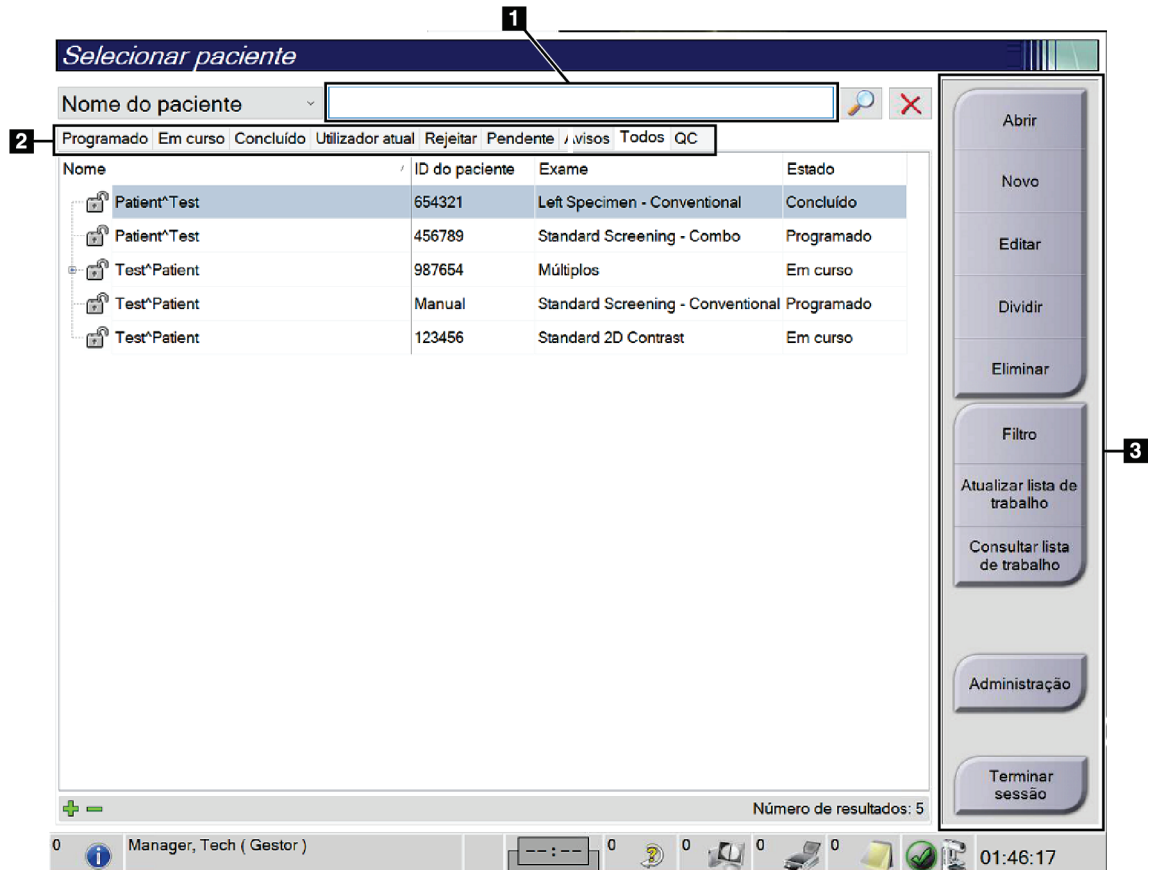 1
Selecionar paciente
Nome do paciente
2
Programado Em curso Concluído Utilizador atual Rejeitar Pendente Avisos Todos QC
Nome ID do paciente Exame Estado
Patient^Test 654321 Left Specimen - Conventional Concluído
Patient^Test 456789 Standard Screening - Combo Programado
Test^Patient 987654 Múltiplos Em curso
Test^Patient Manual Standard Screening - Conventional Programado
Test^Patient 123456 Standard 2D Contrast Em curso
Abrir
Novo
Editar
Dividir
Eliminar
Filtro
3
Atualizar lista de
trabalho
Consultar lista
de trabalho
Administração
Terminar
sessão
Número de resultados: 5
0 Manager, Tech ( Gestor ) --:-- 0 0 0 0 01:46:17